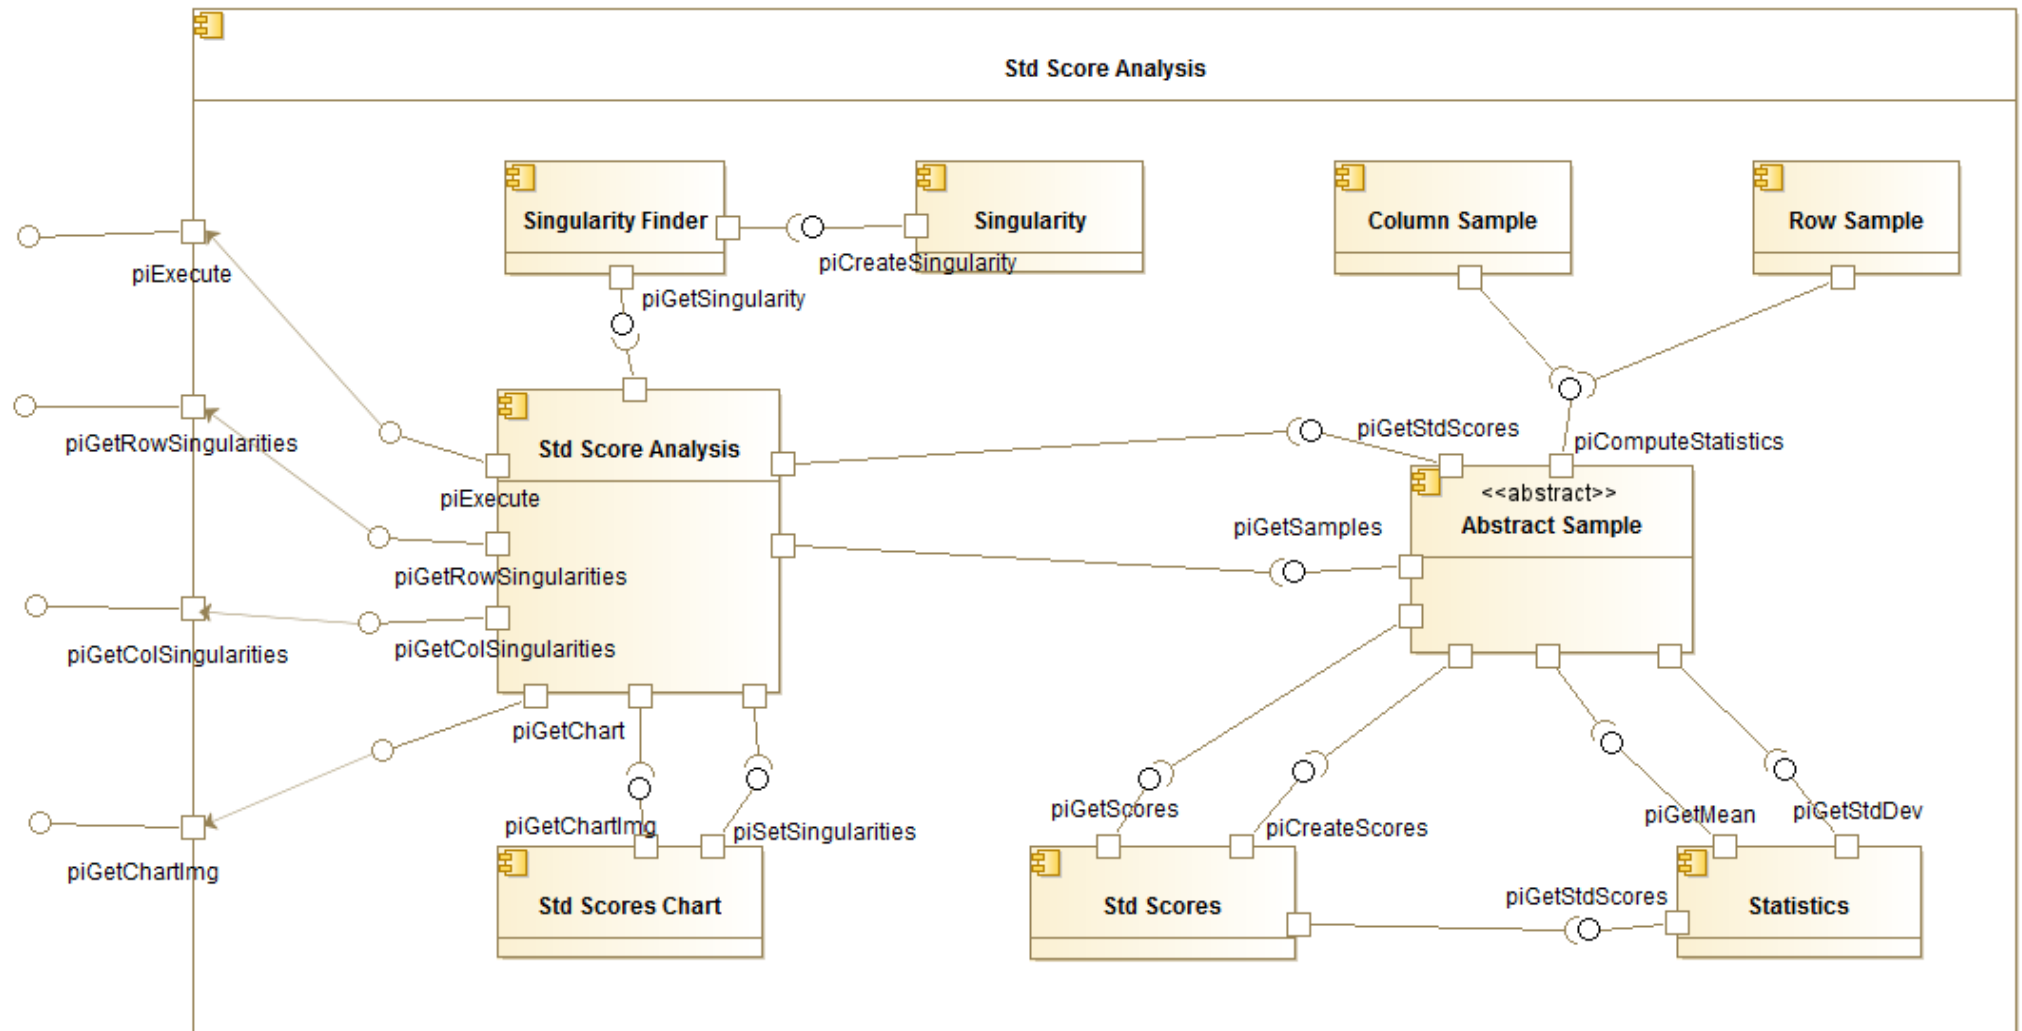 Std Score Analysis
Singularity Finder
Singularity
Column Sample
Row Sample
piExecute
piCreateSingularity
piGetSingularity
piGetRowSingularities
piGetStdScores
piComputeStatistics
Std Score Analysis
piExecute
<<abstract>>
Abstract Sample
piGetSamples
piGetRowSingularities
piGetColSingularities
piGetColSingularities
piGetChart
piGetScores
piGetMean
piGetStdDev
piGetChartImg
piSetSingularities
piCreateScores
piGetChartImg
piGetStdScores
Std Scores Chart
Std Scores
Statistics